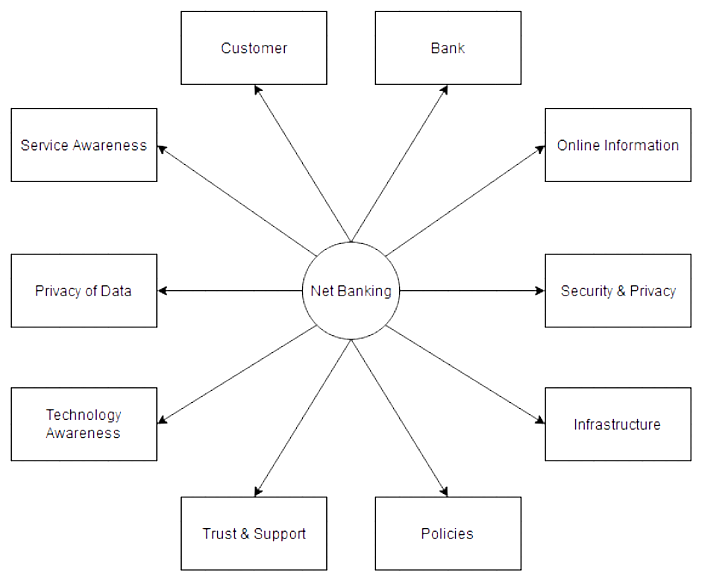 Customer
Bank
Service Awareness
Online Information
Privacy of Data
Net Banking
Security & Privacy
Technology
Awareness
Infrastructure
Trust & Support
Policies